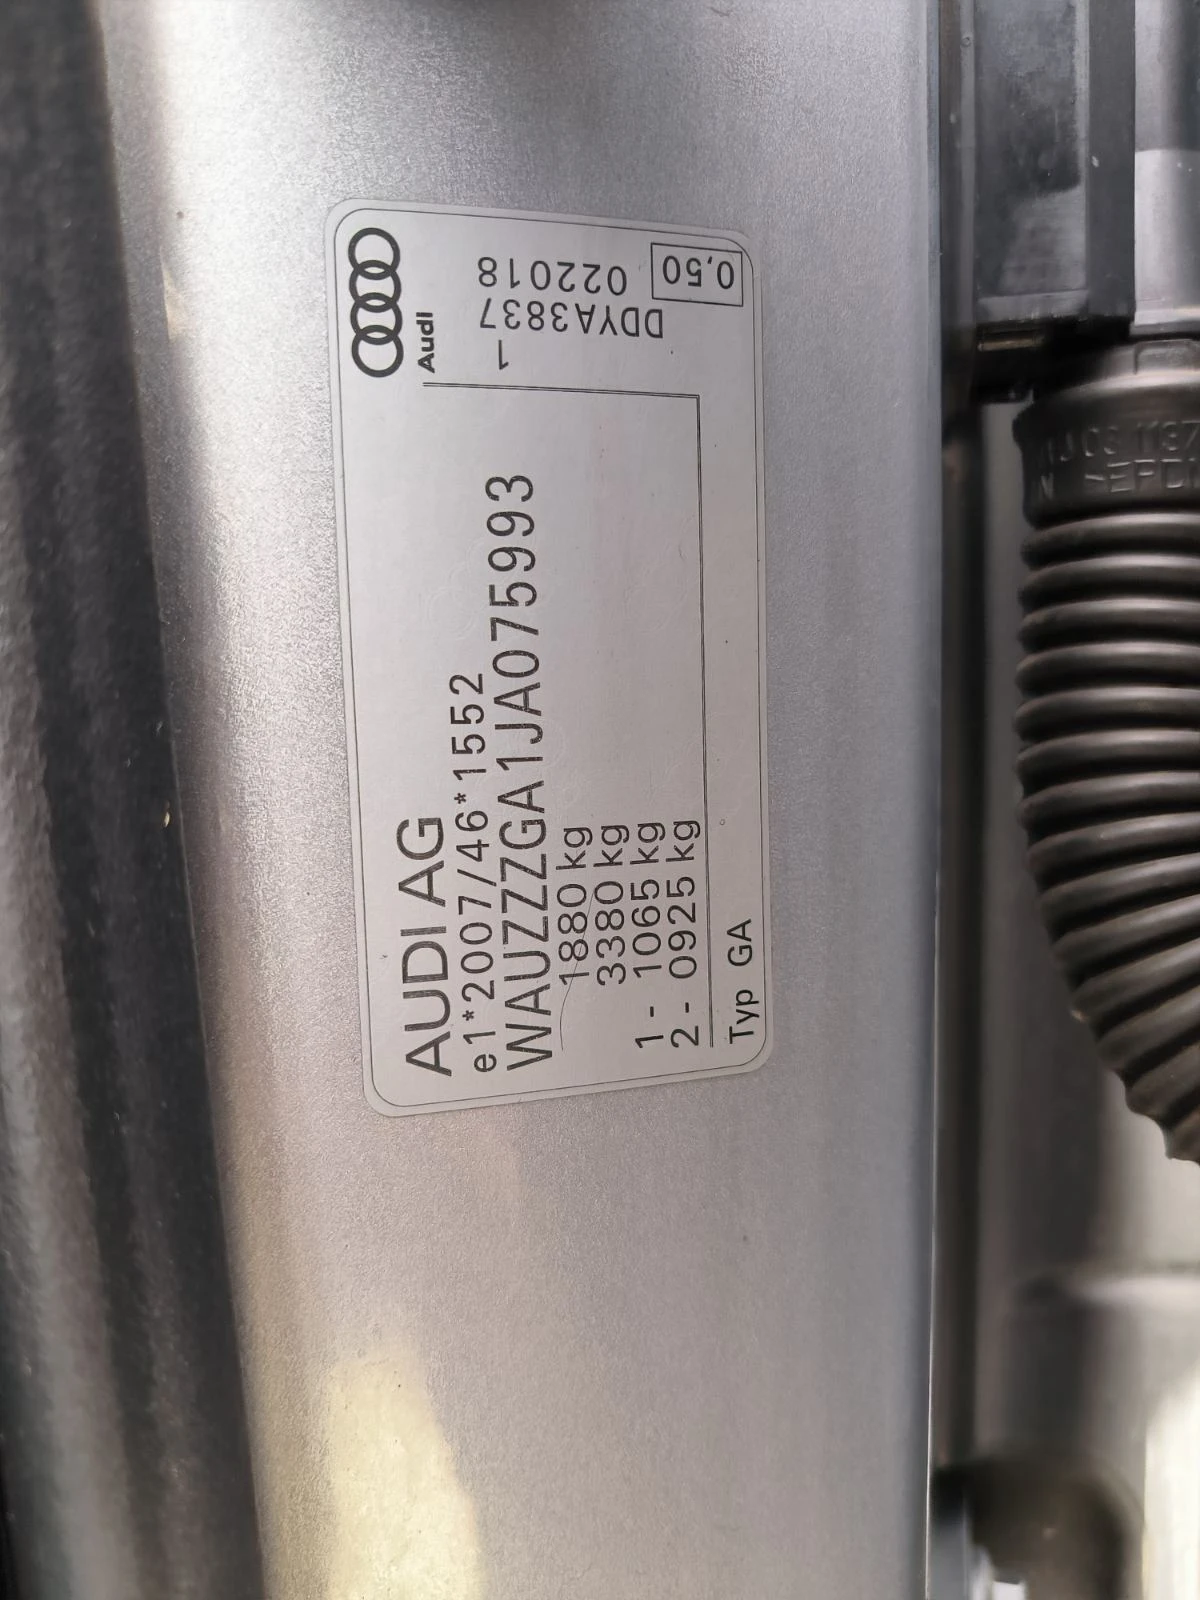 AUDI AG
e1*2007/46*1552
WAUZZZGA1JA075993
1880 kg
3380 kg
1 - 1065 kg
2 - 0925 kg
Typ GA
Audi
1
DDYA3837
022018
0,50